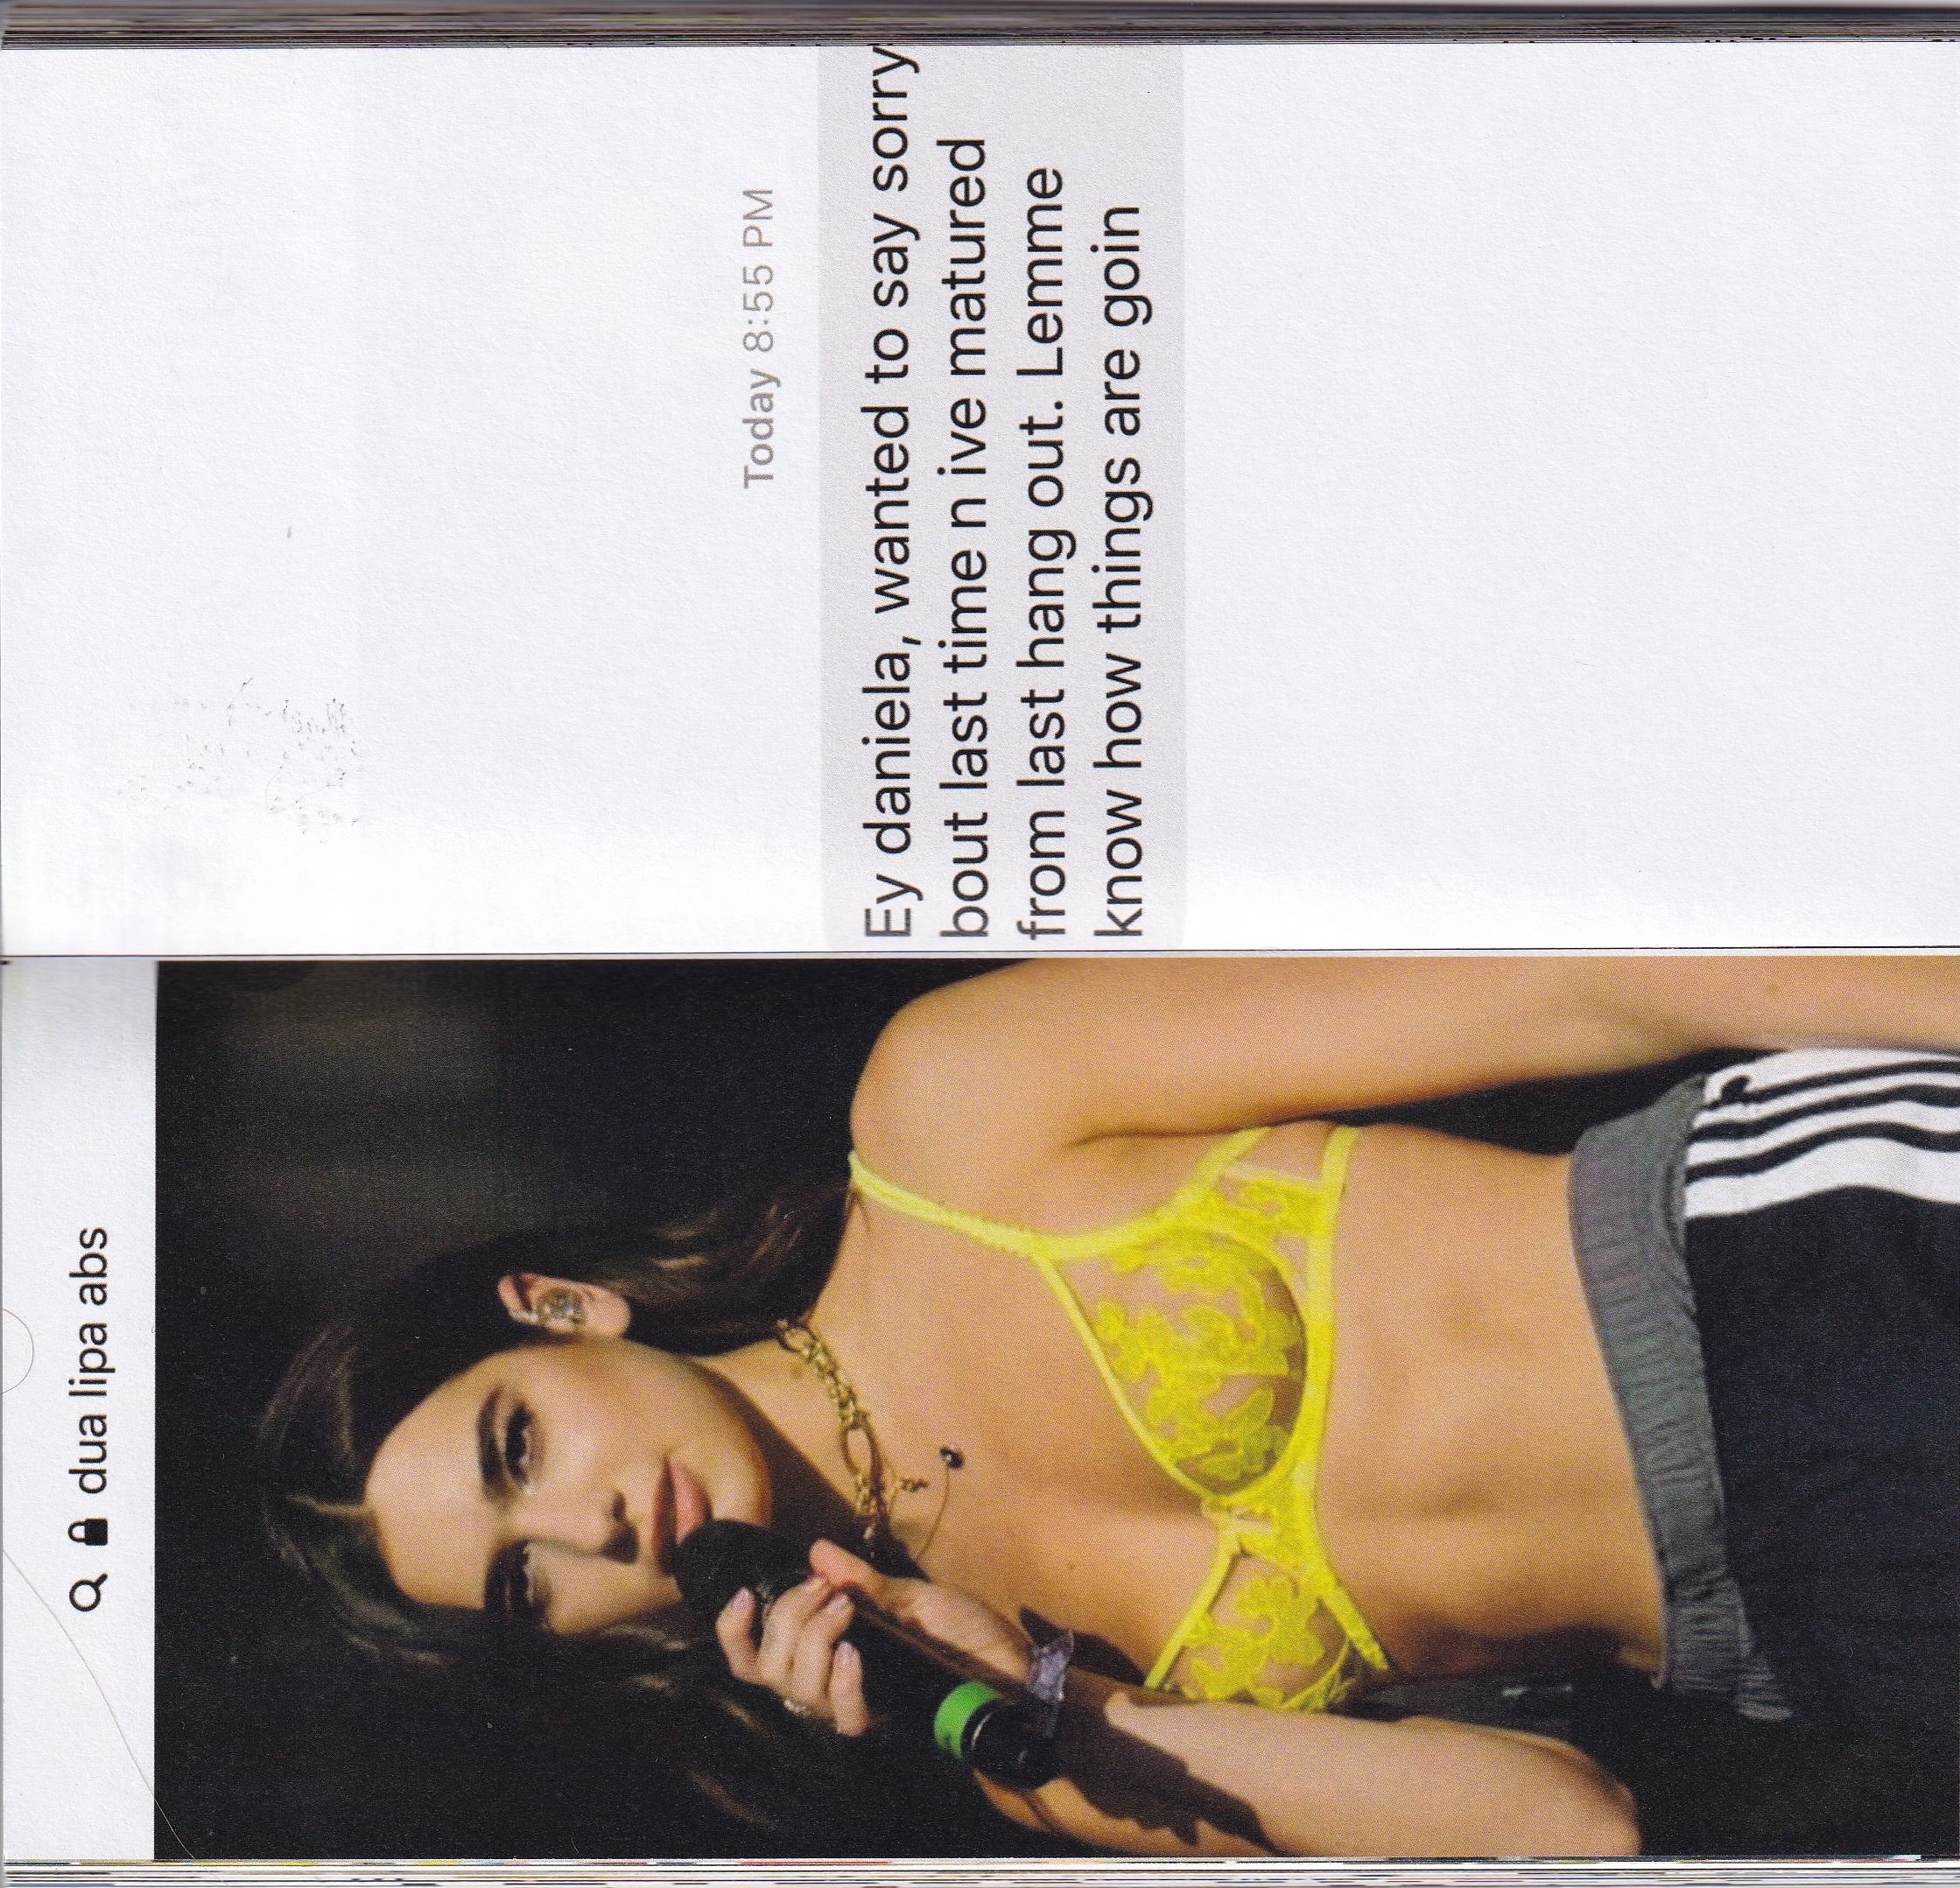 dua lipa abs
Today 8:55 PM
Ey daniela, wanted to say sorry
bout last time n ive matured
from last hang out. Lemme
know how things are goin